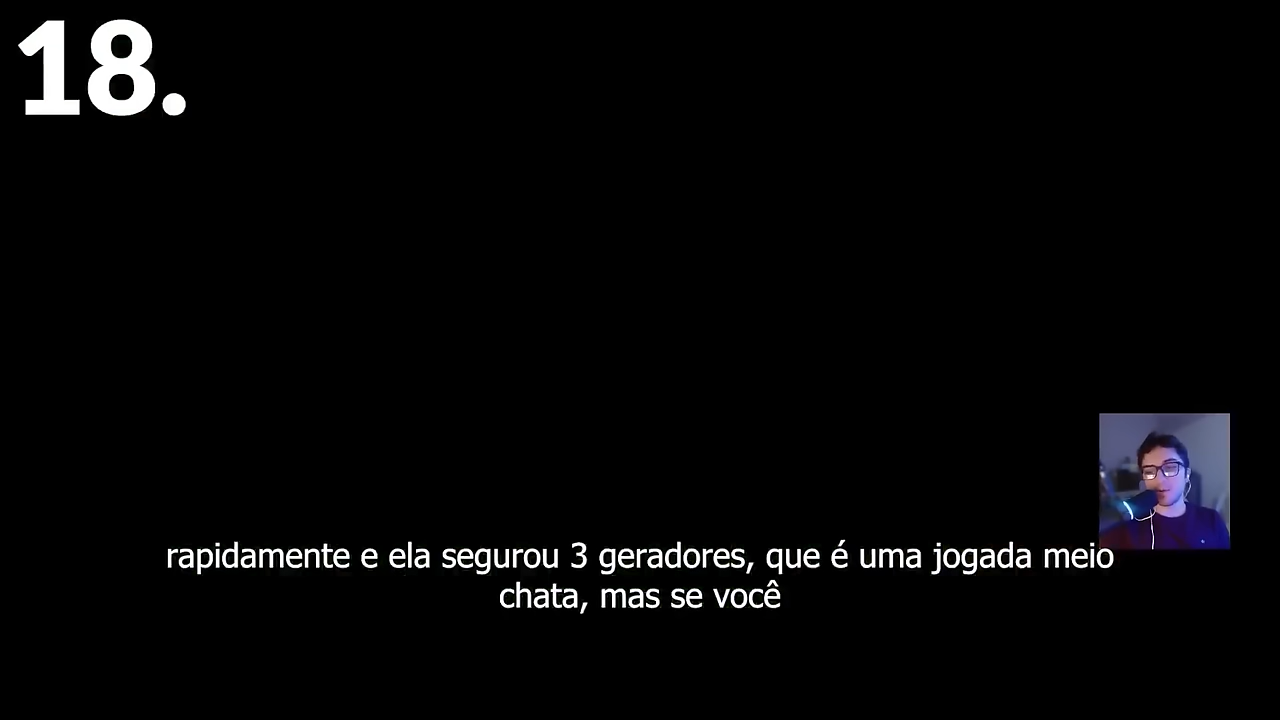 18.
rapidamente e ela segurou 3 geradores, que é uma jogada meio
chata, mas se você